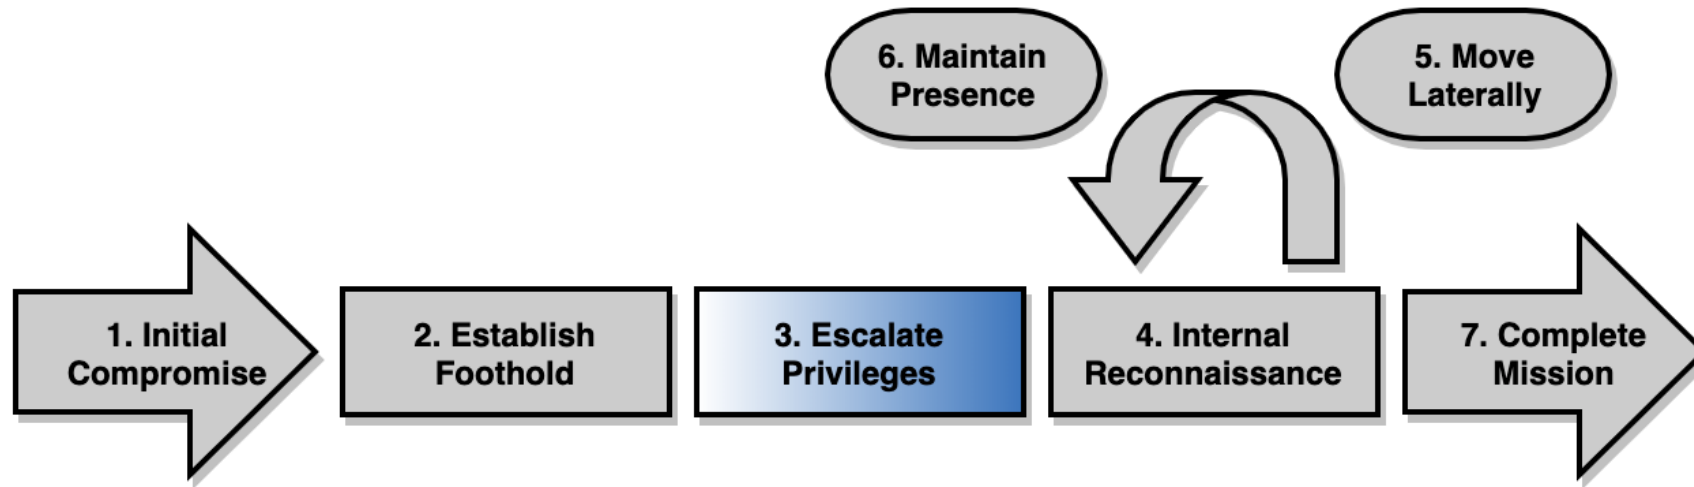 6. Maintain
Presence
5. Move
Laterally
1. Initial
Compromise
2. Establish
Foothold
3. Escalate
Privileges
4. Internal
Reconnaissance
7. Complete
Mission